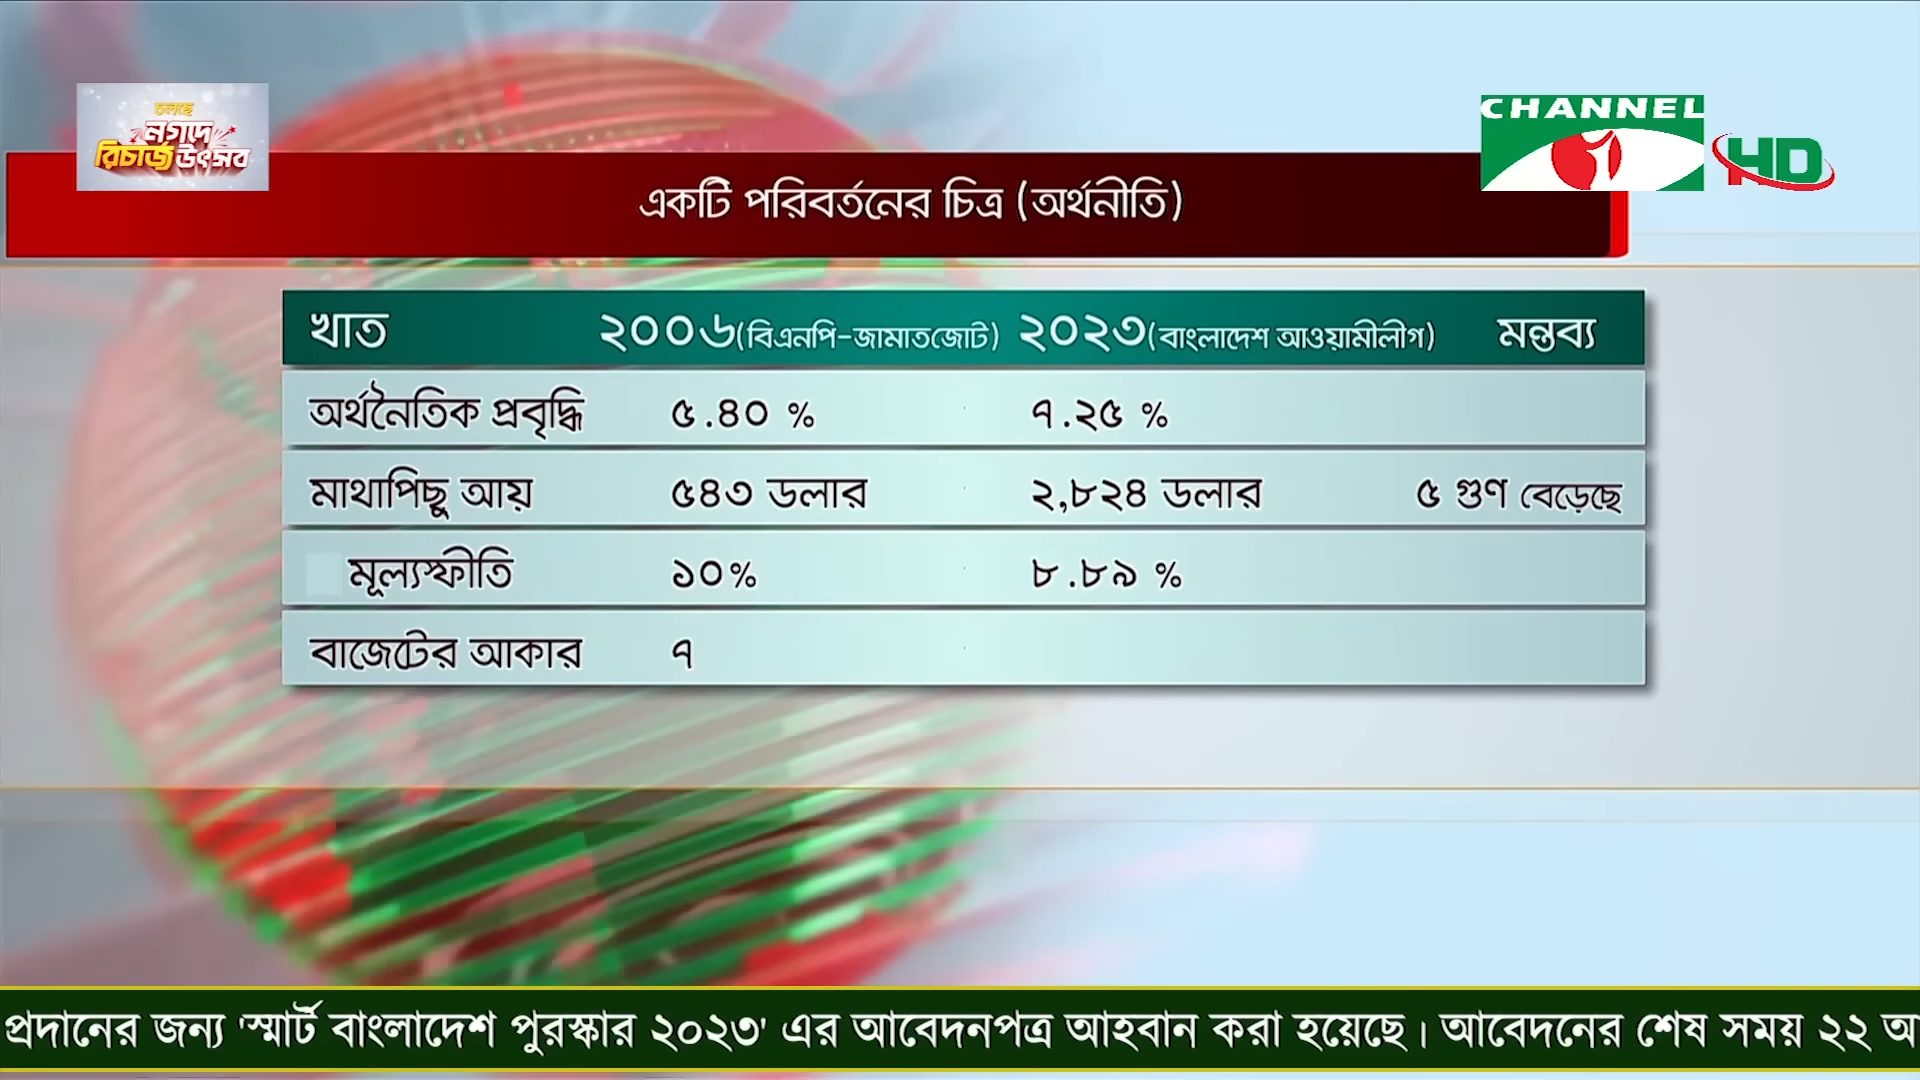 চলছে
নগদে
রিচার্জ উৎসব
CHANNEL
HD
একটি পরিবর্তনের চিত্র (অর্থনীতি)
খাত ২০০৬(বিএনপি-জামাতজোট) ২০২৩(বাংলাদেশ আওয়ামীলীগ) মন্তব্য
অর্থনৈতিক প্রবৃদ্ধি ৫.৪০ % ৭.২৫ %
মাথাপিছু আয় ৫৪৩ ডলার ২,৮২৪ ডলার ৫ গুণ বেড়েছে
মূল্যস্ফীতি ১০% ৮.৮৯ %
বাজেটের আকার ৭
প্রদানের জন্য 'স্মার্ট বাংলাদেশ পুরস্কার ২০২৩' এর আবেদনপত্র আহবান করা হয়েছে। আবেদনের শেষ সময় ২২ অ